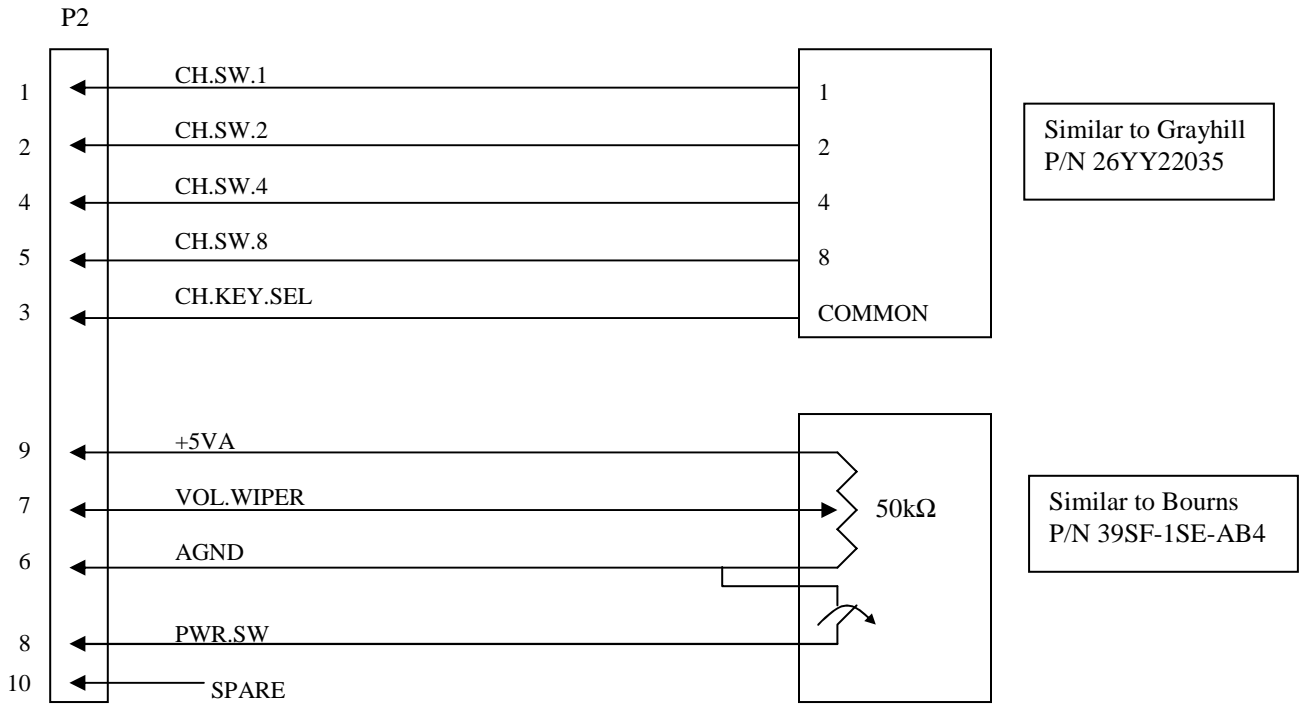 P2
1 CH.SW.1 1
2 CH.SW.2 2
4 CH.SW.4 4
5 CH.SW.8 8
3 CH.KEY.SEL COMMON
Similar to Grayhill
P/N 26YY22035
9 +5VA
7 VOL.WIPER 50kΩ
6 AGND
8 PWR.SW
10 SPARE
Similar to Bourns
P/N 39SF-1SE-AB4